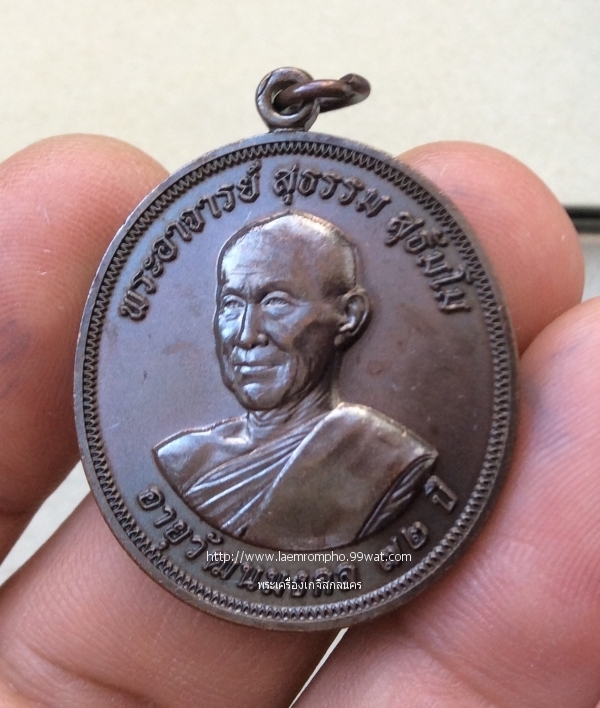 พระอาจารย์ สุธรรม สุธัมโม
อายุวัฒนมงคล ๗๒ ปี
http://www.laemrompho.99wat.com
พระเครื่องเกจิสกลนคร